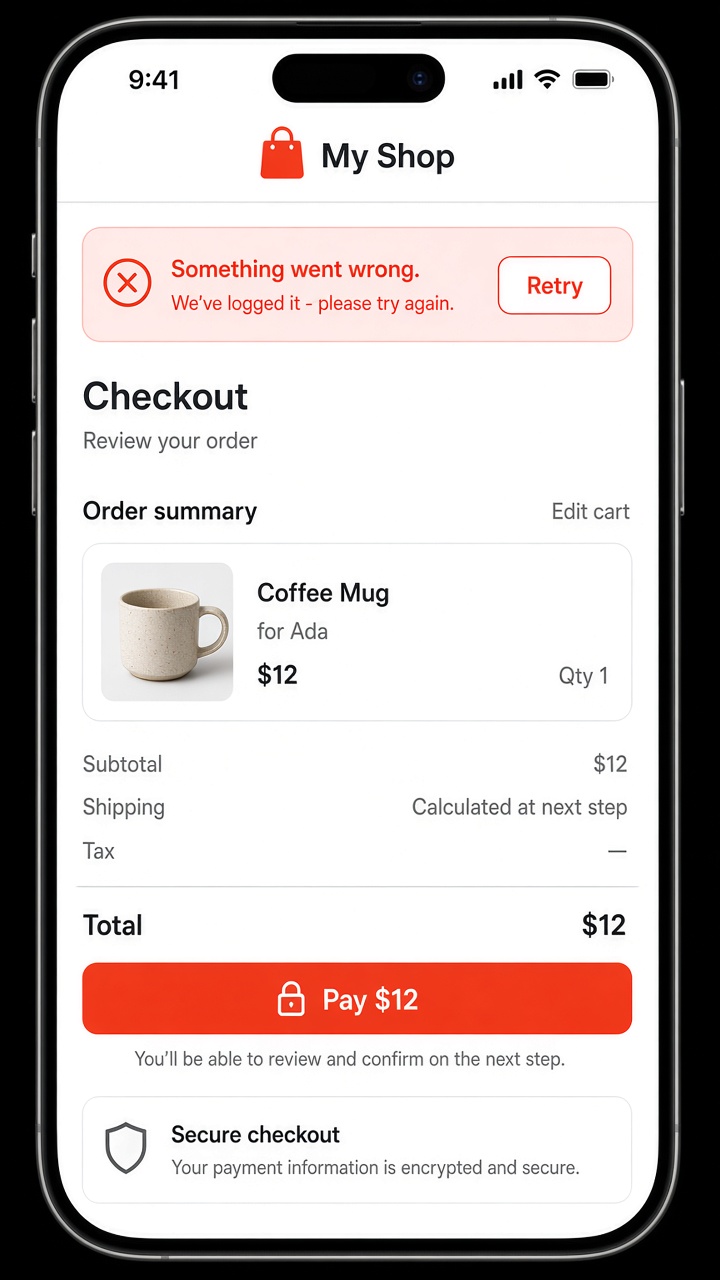 9:41
My Shop
Something went wrong.
We've logged it - please try again.
Retry
Checkout
Review your order
Order summary
Edit cart
Coffee Mug
for Ada
$12
Qty 1
Subtotal
$12
Shipping
Calculated at next step
Tax
—
Total
$12
Pay $12
You'll be able to review and confirm on the next step.
Secure checkout
Your payment information is encrypted and secure.